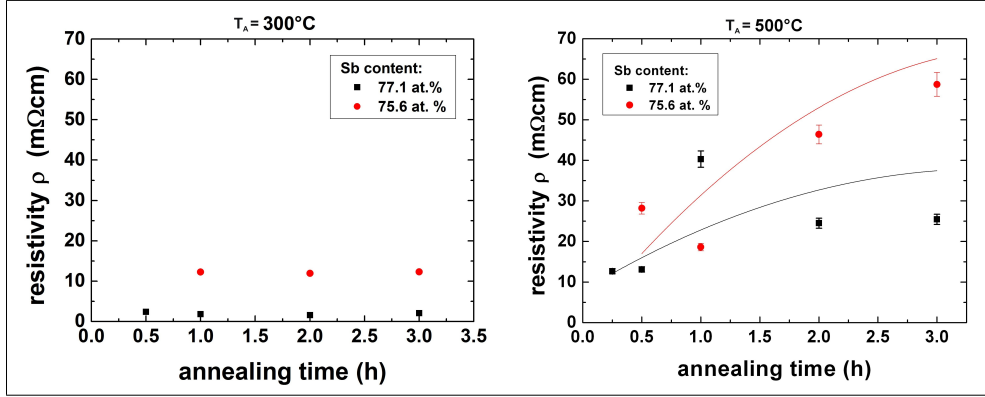 T_A = 300°C
70
60
50
40
30
20
10
0
resistivity ρ (mΩcm)
Sb content:
77.1 at.%
75.6 at. %
0.0 0.5 1.0 1.5 2.0 2.5 3.0 3.5
annealing time (h)
T_A = 500°C
70
60
50
40
30
20
10
0
resistivity ρ (mΩcm)
Sb content:
77.1 at.%
75.6 at. %
0.0 0.5 1.0 1.5 2.0 2.5 3.0
annealing time (h)